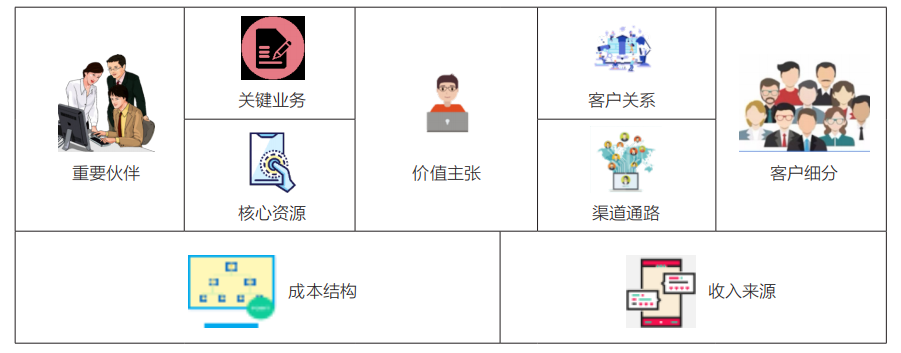 关键业务
客户关系
重要伙伴
价值主张
客户细分
核心资源
渠道通路
成本结构
收入来源